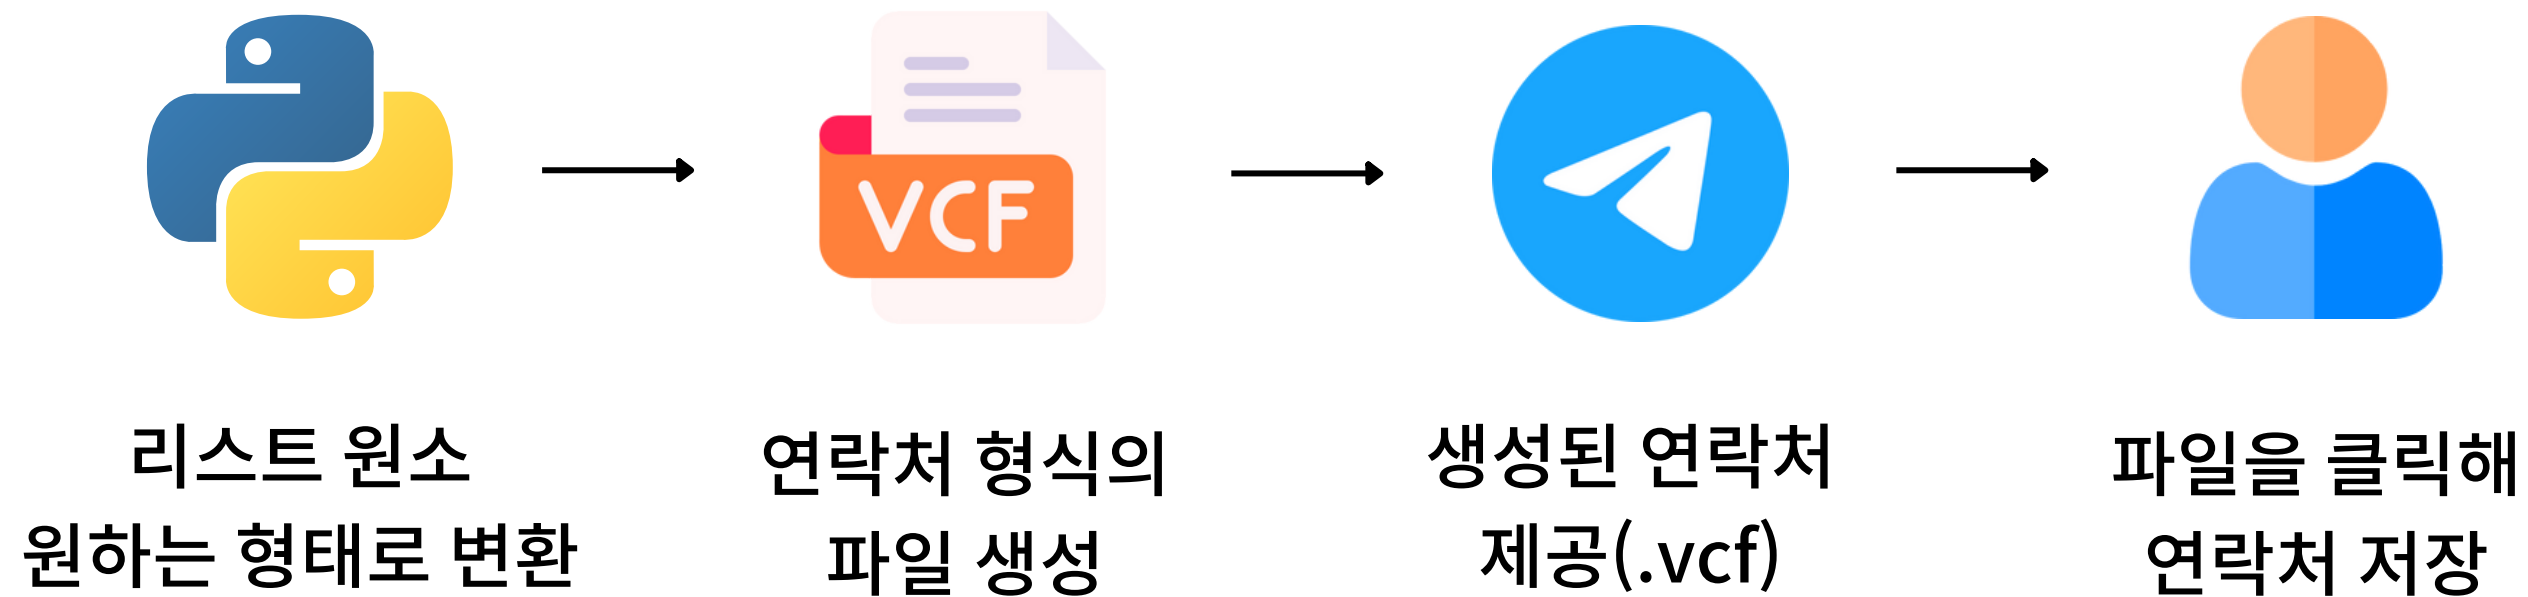 VCF
리스트 원소
원하는 형태로 변환
연락처 형식의
파일 생성
생성된 연락처
제공(.vcf)
파일을 클릭해
연락처 저장